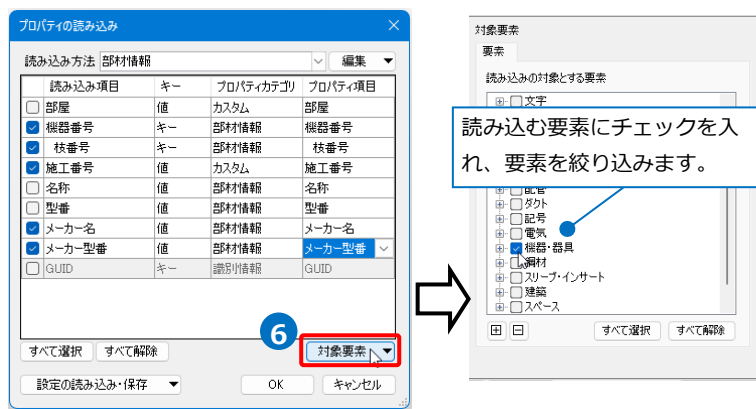 プロパティの読み込み
読み込み方法 部材情報 編集
読み込み項目 キー プロパティカテゴリ プロパティ項目
部屋 値 カスタム 部屋
機器番号 キー 部材情報 機器番号
枝番号 キー 部材情報 枝番号
施工番号 値 カスタム 施工番号
名称 値 部材情報 名称
型番 値 部材情報 型番
メーカー名 値 部材情報 メーカー名
メーカー型番 値 部材情報 メーカー型番
GUID キー 識別情報 GUID
6
すべて選択 すべて解除 対象要素
設定の読み込み・保存 OK キャンセル
対象要素
要素
読み込みの対象とする要素
文字
読み込む要素にチェックを入
れ、要素を絞り込みます。
配管
ダクト
記号
電気
機器・器具
鋼材
スリーブ・インサート
建築
スペース
すべて選択 すべて解除